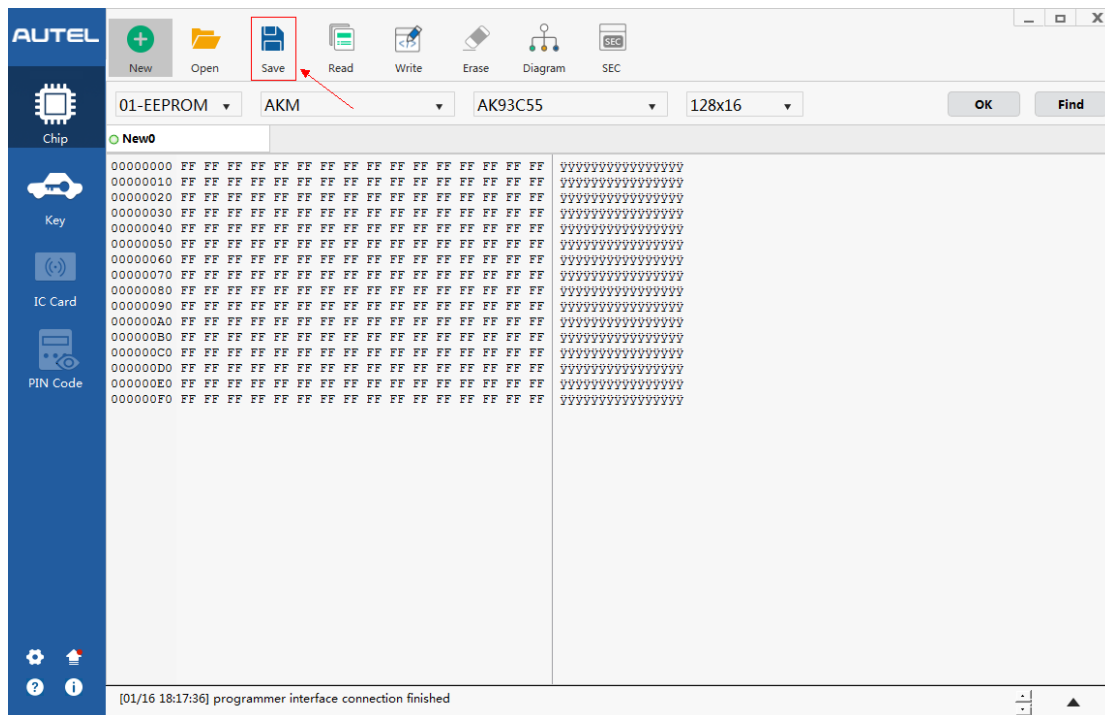 AUTEL
New Open Save Read Write Erase Diagram SEC
SEC
01-EEPROM AKM AK93C55 128x16 OK Find
Chip
Key
IC Card
PIN Code
New0
00000000 FF FF FF FF FF FF FF FF FF FF FF FF FF FF FF FF ÿÿÿÿÿÿÿÿÿÿÿÿÿÿÿÿ
00000010 FF FF FF FF FF FF FF FF FF FF FF FF FF FF FF FF ÿÿÿÿÿÿÿÿÿÿÿÿÿÿÿÿ
00000020 FF FF FF FF FF FF FF FF FF FF FF FF FF FF FF FF ÿÿÿÿÿÿÿÿÿÿÿÿÿÿÿÿ
00000030 FF FF FF FF FF FF FF FF FF FF FF FF FF FF FF FF ÿÿÿÿÿÿÿÿÿÿÿÿÿÿÿÿ
00000040 FF FF FF FF FF FF FF FF FF FF FF FF FF FF FF FF ÿÿÿÿÿÿÿÿÿÿÿÿÿÿÿÿ
00000050 FF FF FF FF FF FF FF FF FF FF FF FF FF FF FF FF ÿÿÿÿÿÿÿÿÿÿÿÿÿÿÿÿ
00000060 FF FF FF FF FF FF FF FF FF FF FF FF FF FF FF FF ÿÿÿÿÿÿÿÿÿÿÿÿÿÿÿÿ
00000070 FF FF FF FF FF FF FF FF FF FF FF FF FF FF FF FF ÿÿÿÿÿÿÿÿÿÿÿÿÿÿÿÿ
00000080 FF FF FF FF FF FF FF FF FF FF FF FF FF FF FF FF ÿÿÿÿÿÿÿÿÿÿÿÿÿÿÿÿ
00000090 FF FF FF FF FF FF FF FF FF FF FF FF FF FF FF FF ÿÿÿÿÿÿÿÿÿÿÿÿÿÿÿÿ
000000A0 FF FF FF FF FF FF FF FF FF FF FF FF FF FF FF FF ÿÿÿÿÿÿÿÿÿÿÿÿÿÿÿÿ
000000B0 FF FF FF FF FF FF FF FF FF FF FF FF FF FF FF FF ÿÿÿÿÿÿÿÿÿÿÿÿÿÿÿÿ
000000C0 FF FF FF FF FF FF FF FF FF FF FF FF FF FF FF FF ÿÿÿÿÿÿÿÿÿÿÿÿÿÿÿÿ
000000D0 FF FF FF FF FF FF FF FF FF FF FF FF FF FF FF FF ÿÿÿÿÿÿÿÿÿÿÿÿÿÿÿÿ
000000E0 FF FF FF FF FF FF FF FF FF FF FF FF FF FF FF FF ÿÿÿÿÿÿÿÿÿÿÿÿÿÿÿÿ
000000F0 FF FF FF FF FF FF FF FF FF FF FF FF FF FF FF FF ÿÿÿÿÿÿÿÿÿÿÿÿÿÿÿÿ
[01/16 18:17:36] programmer interface connection finished